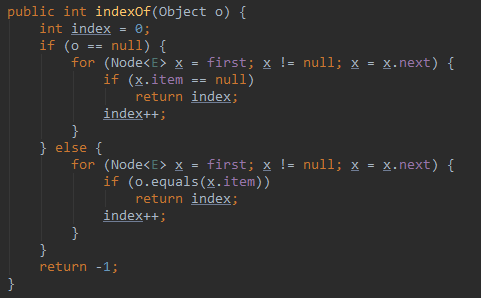 public int indexOf(Object o) {
    int index = 0;
    if (o == null) {
        for (Node<E> x = first; x != null; x = x.next) {
            if (x.item == null)
                return index;
            index++;
        }
    } else {
        for (Node<E> x = first; x != null; x = x.next) {
            if (o.equals(x.item))
                return index;
            index++;
        }
    }
    return -1;
}